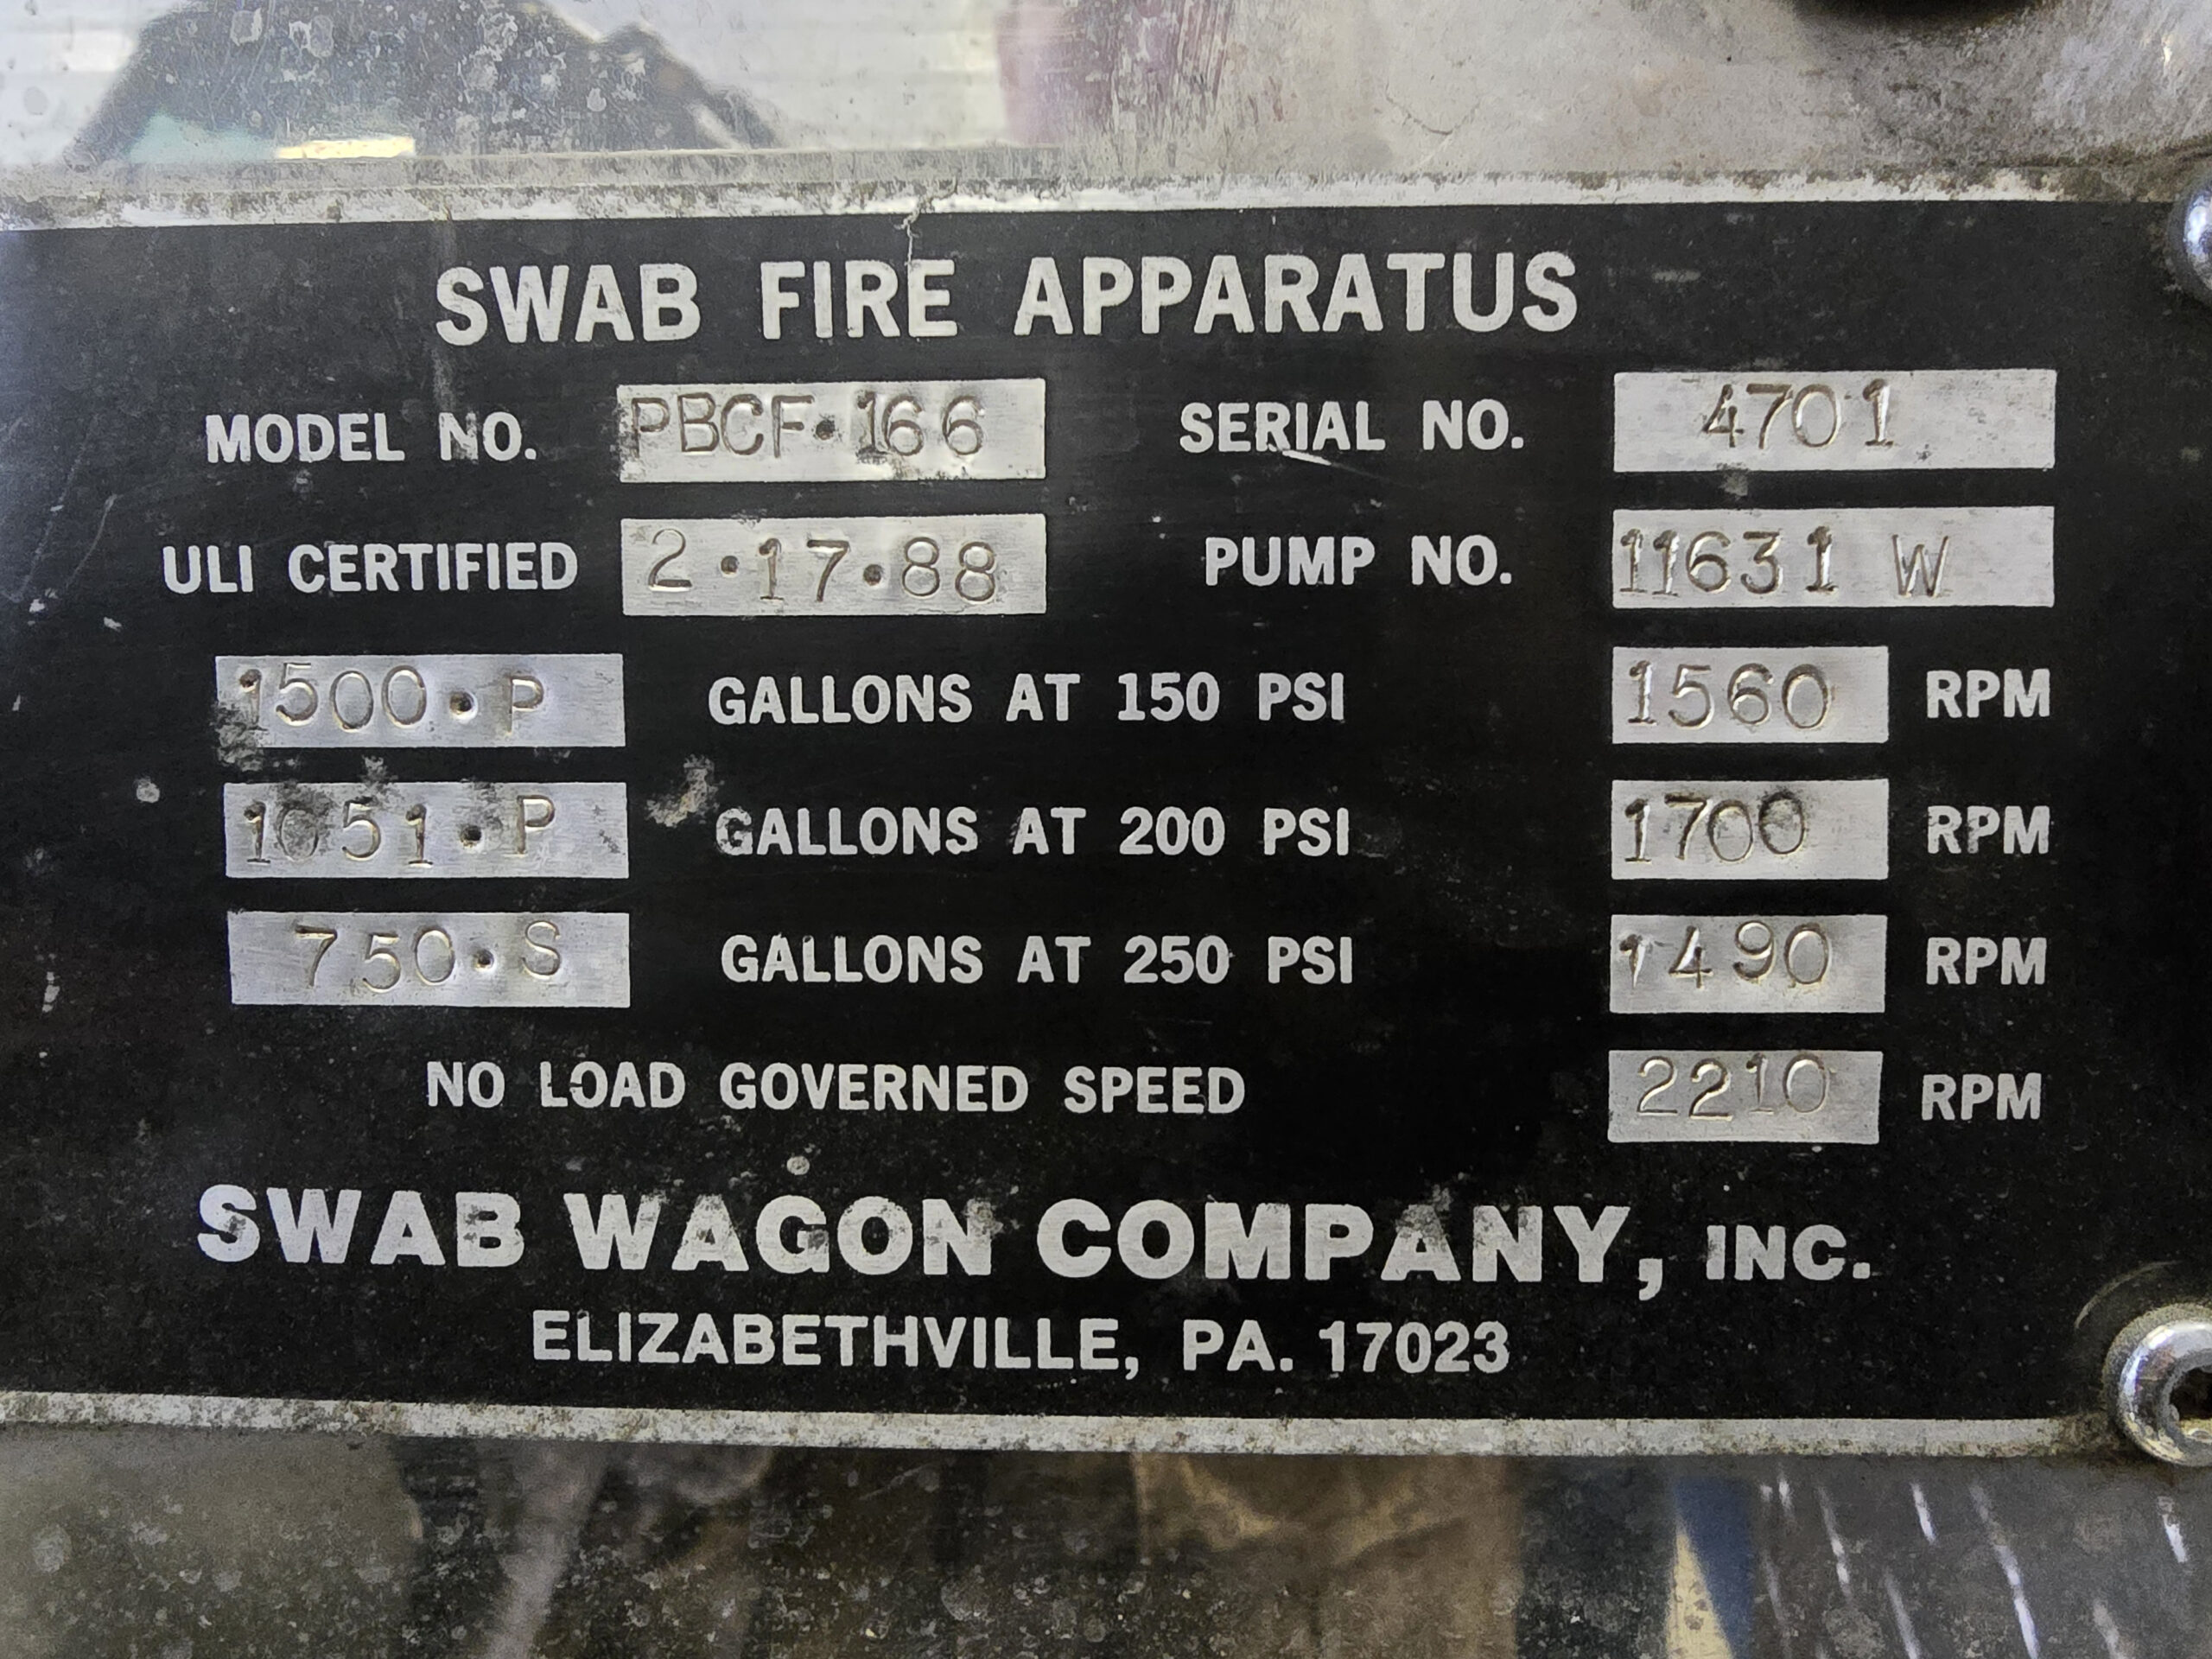 SWAB FIRE APPARATUS
MODEL NO. PBCF•166 SERIAL NO. 4701
ULI CERTIFIED 2•17•88 PUMP NO. 11631 W
1500•P GALLONS AT 150 PSI 1560 RPM
1051•P GALLONS AT 200 PSI 1700 RPM
750•S GALLONS AT 250 PSI 1490 RPM
NO LOAD GOVERNED SPEED 2210 RPM
SWAB WAGON COMPANY, INC.
ELIZABETHVILLE, PA. 17023